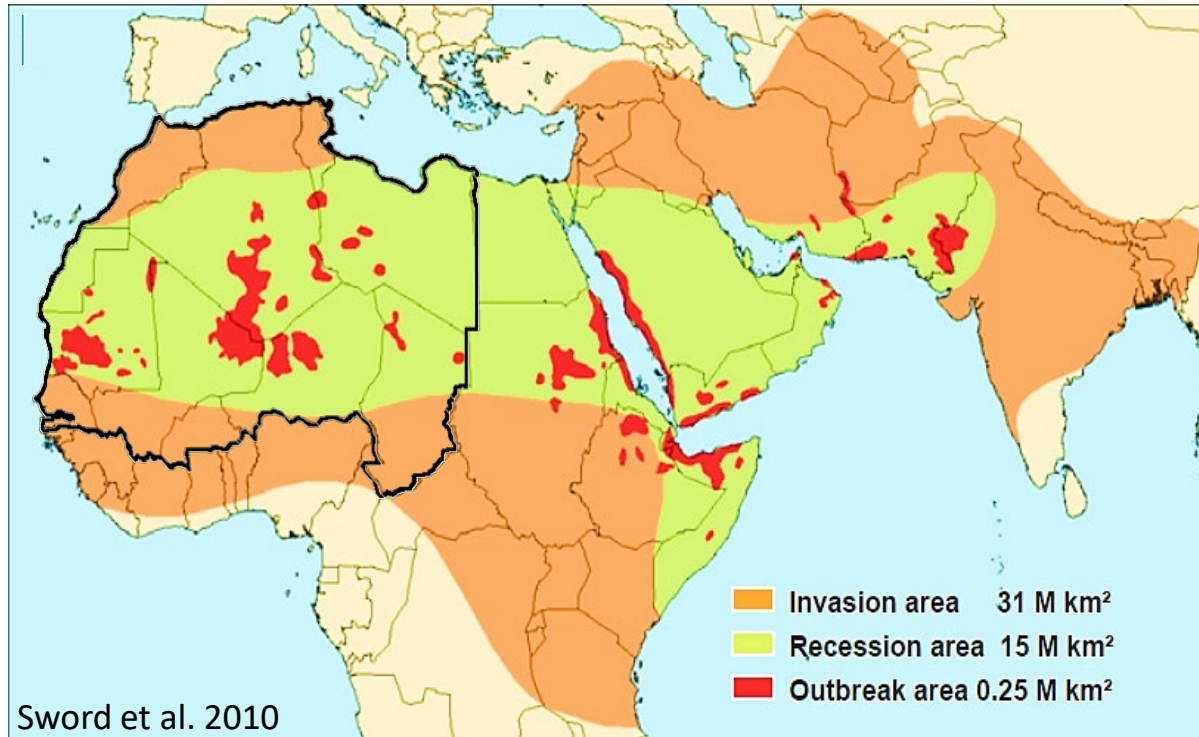 Invasion area 31 M km²
Recession area 15 M km²
Outbreak area 0.25 M km²
Sword et al. 2010